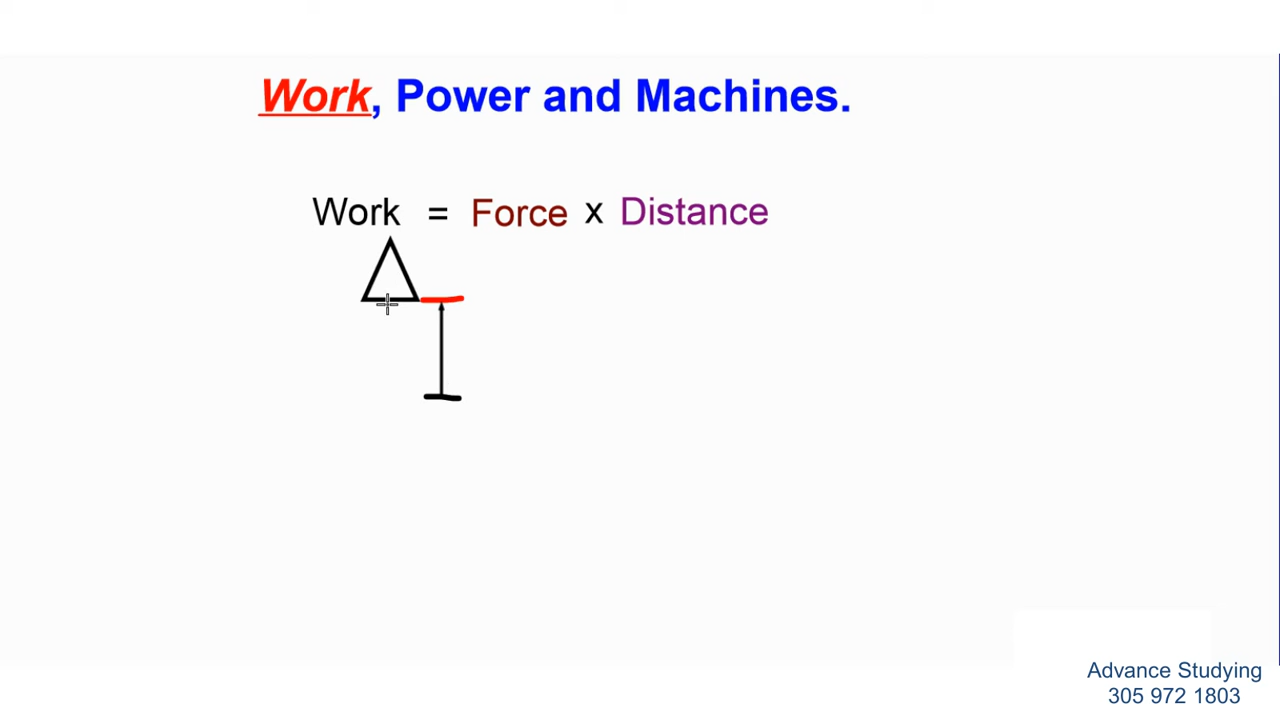 Work, Power and Machines.
Work = Force x Distance
Advance Studying
305 972 1803